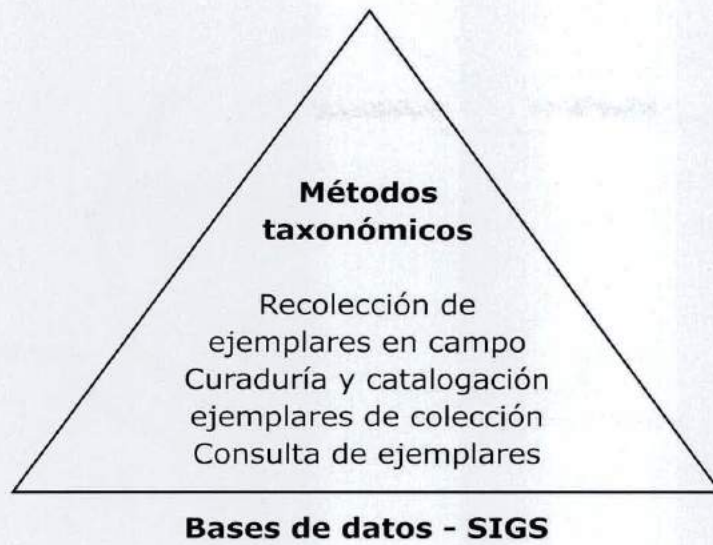 Métodos
taxonómicos
Recolección de
ejemplares en campo
Curaduría y catalogación
ejemplares de colección
Consulta de ejemplares
Bases de datos - SIGS